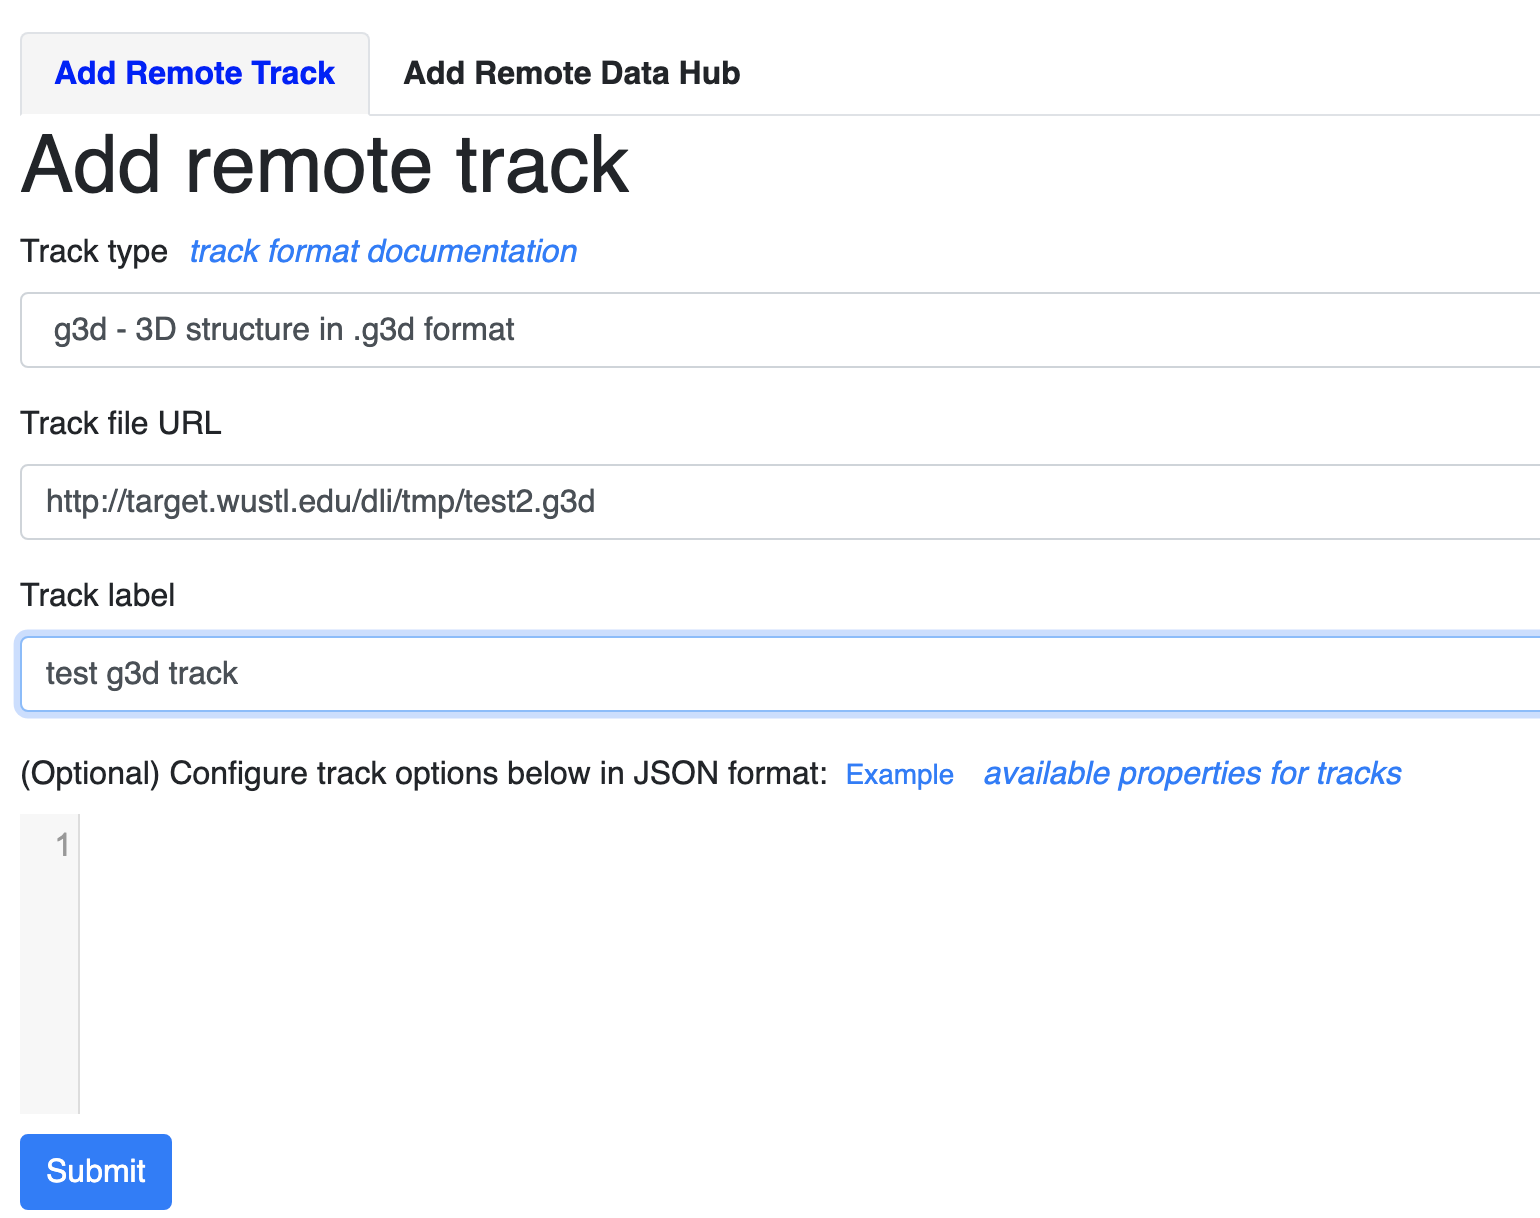 Add Remote Track Add Remote Data Hub
Add remote track
Track type track format documentation
g3d - 3D structure in .g3d format
Track file URL
http://target.wustl.edu/dli/tmp/test2.g3d
Track label
test g3d track
(Optional) Configure track options below in JSON format: Example available properties for tracks
1
Submit